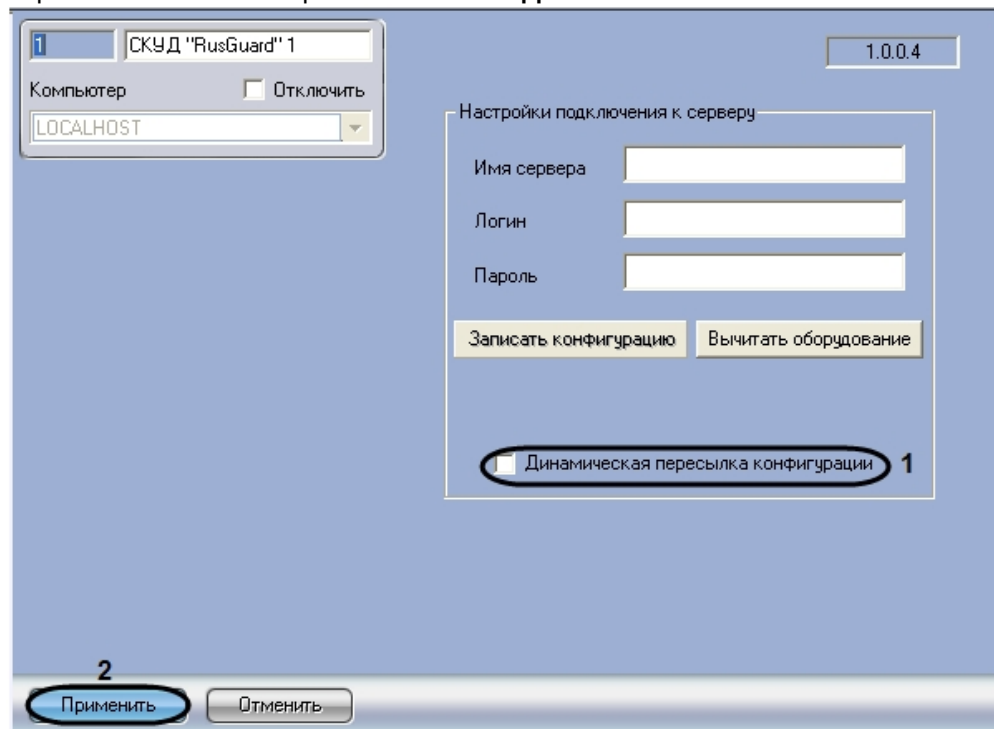 1 СКУД "RusGuard" 1
1.0.0.4
Компьютер Отключить
LOCALHOST
Настройки подключения к серверу
Имя сервера
Логин
Пароль
Записать конфигурацию Вычитать оборудование
Динамическая пересылка конфигурации 1
2
Применить Отменить